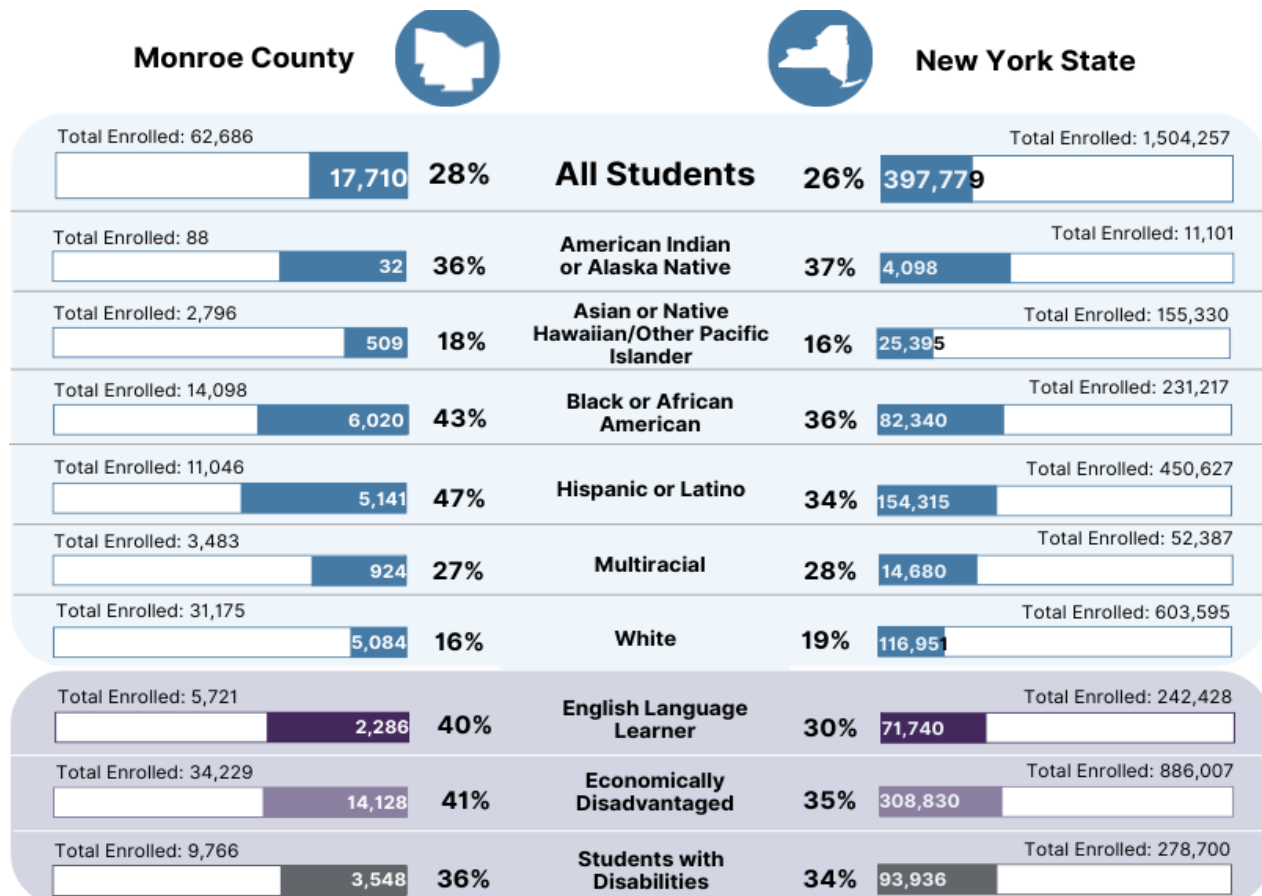 Monroe County
New York State
Total Enrolled: 62,686
Total Enrolled: 1,504,257
17,710
28%
All Students
26%
397,779
Total Enrolled: 88
Total Enrolled: 11,101
32
36%
American Indian
or Alaska Native
37%
4,098
Total Enrolled: 2,796
Total Enrolled: 155,330
509
18%
Asian or Native
Hawaiian/Other Pacific
Islander
16%
25,395
Total Enrolled: 14,098
Total Enrolled: 231,217
6,020
43%
Black or African
American
36%
82,340
Total Enrolled: 11,046
Total Enrolled: 450,627
5,141
47%
Hispanic or Latino
34%
154,315
Total Enrolled: 3,483
Total Enrolled: 52,387
924
27%
Multiracial
28%
14,680
Total Enrolled: 31,175
Total Enrolled: 603,595
5,084
16%
White
19%
116,951
Total Enrolled: 5,721
Total Enrolled: 242,428
2,286
40%
English Language
Learner
30%
71,740
Total Enrolled: 34,229
Total Enrolled: 886,007
14,128
41%
Economically
Disadvantaged
35%
308,830
Total Enrolled: 9,766
Total Enrolled: 278,700
3,548
36%
Students with
Disabilities
34%
93,936